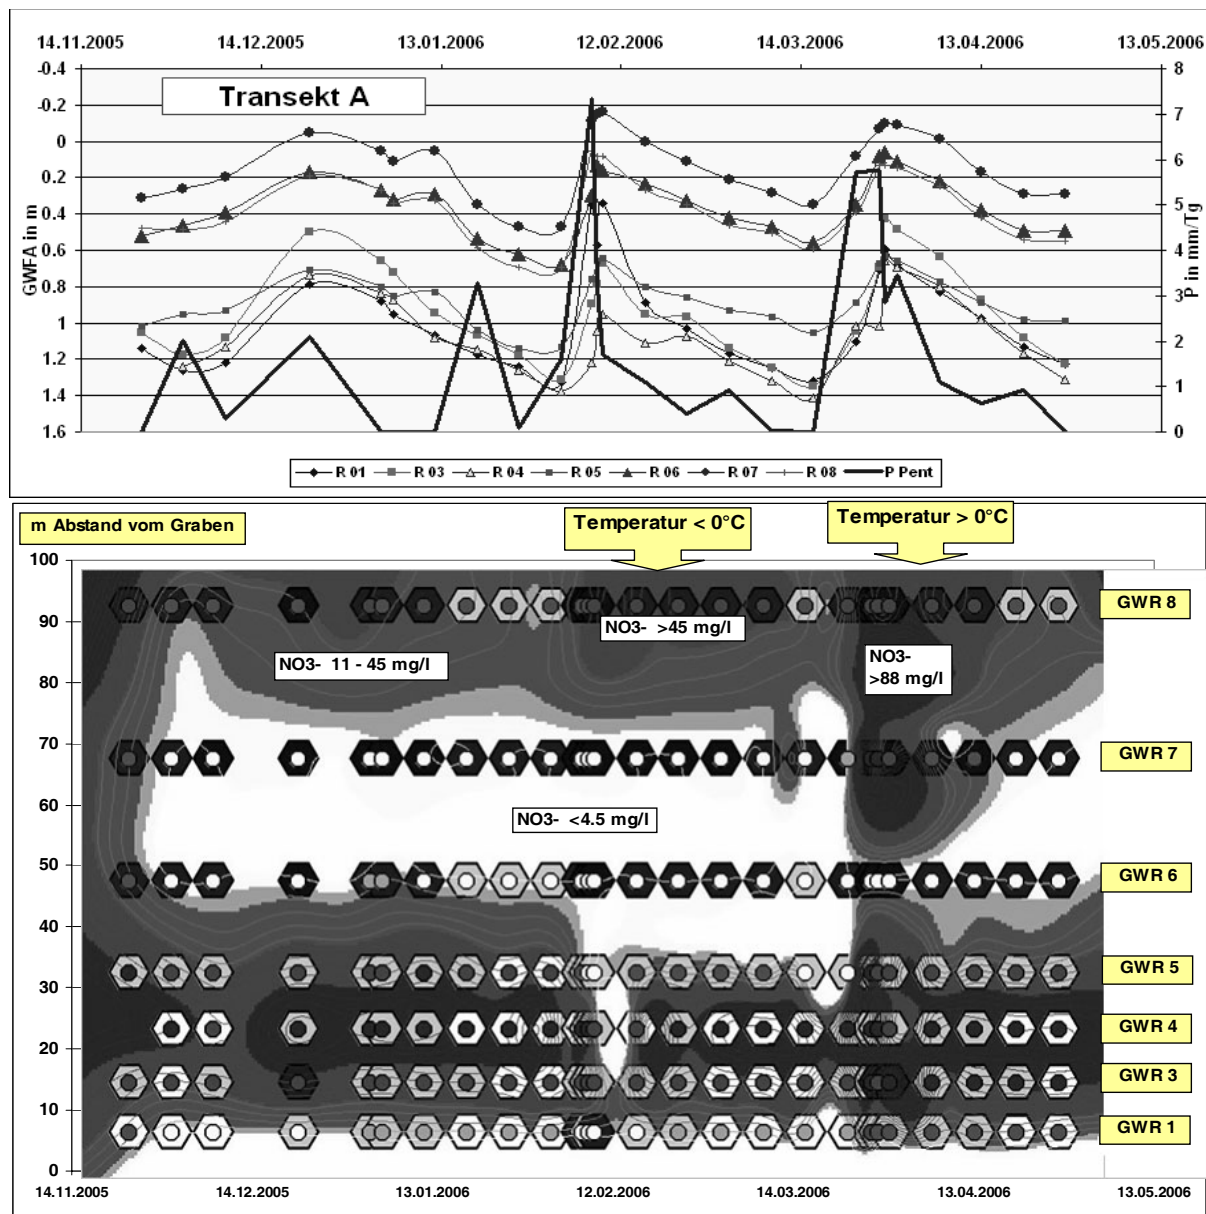 14.11.2005 14.12.2005 13.01.2006 12.02.2006 14.03.2006 13.04.2006 13.05.2006
-0.4 8
Transekt A
-0.2 7
0 6
0.2
0.4 5
0.6 4
0.8 3
1 2
1.2
1.4 1
1.6 0
GWFA in m
P in mm/Tg
R 01 R 03 R 04 R 05 R 06 R 07 R 08 P Pent
m Abstand vom Graben
Temperatur < 0°C
Temperatur > 0°C
100
90
80
70
60
50
40
30
20
10
0
GWR 8
NO3- >45 mg/l
NO3- 11 - 45 mg/l
NO3-
>88 mg/l
GWR 7
NO3- <4.5 mg/l
GWR 6
GWR 5
GWR 4
GWR 3
GWR 1
14.11.2005 14.12.2005 13.01.2006 12.02.2006 14.03.2006 13.04.2006 13.05.2006